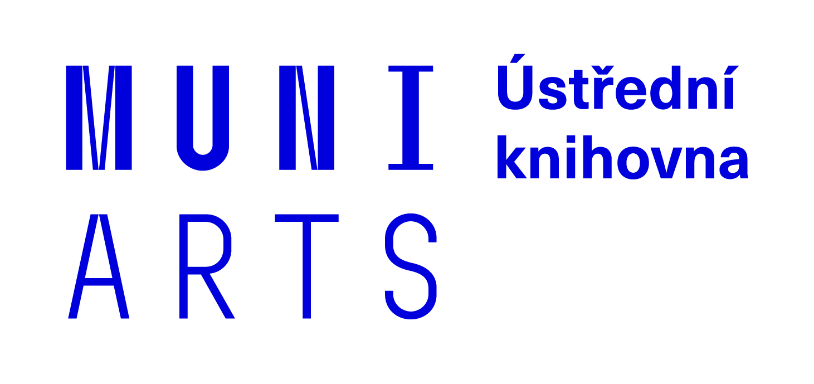 MUNI
ARTS
Ústřední
knihovna